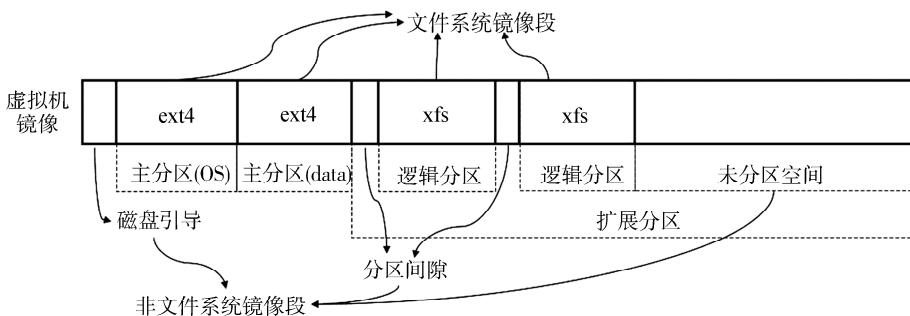 文件系统镜像段
虚拟机
镜像
ext4
ext4
xfs
xfs
主分区(OS)
主分区(data)
逻辑分区
逻辑分区
未分区空间
磁盘引导
扩展分区
分区间隙
非文件系统镜像段